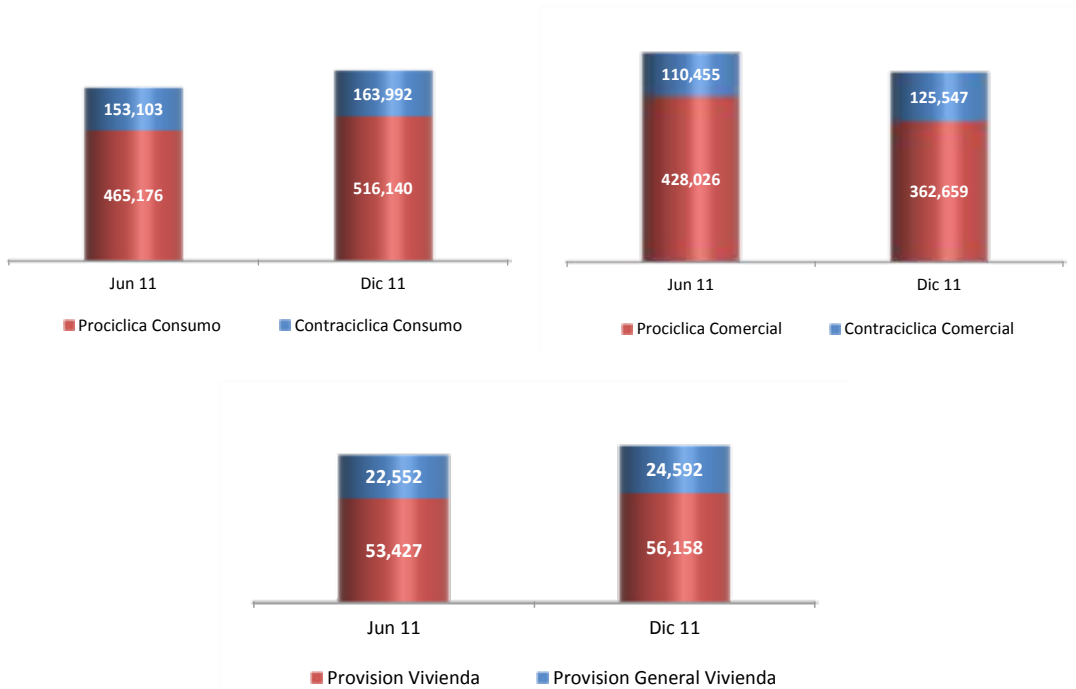 153,103
163,992
465,176
516,140
Jun 11
Dic 11
Prociclica Consumo
Contraciclica Consumo
110,455
125,547
428,026
362,659
Jun 11
Dic 11
Prociclica Comercial
Contraciclica Comercial
22,552
24,592
53,427
56,158
Jun 11
Dic 11
Provision Vivienda
Provision General Vivienda